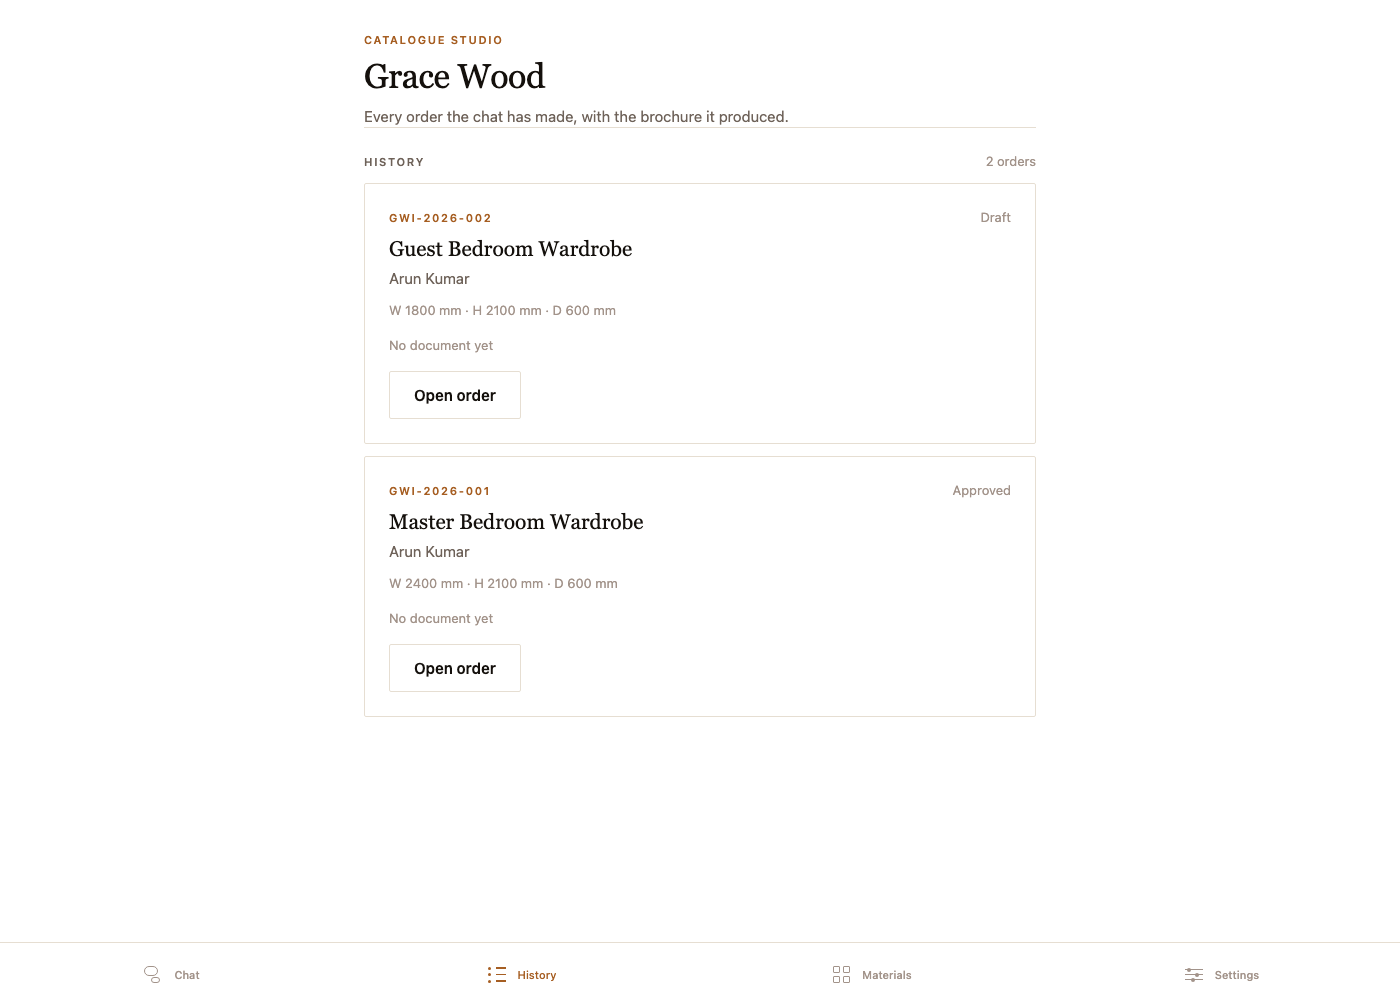 CATALOGUE STUDIO
Grace Wood
Every order the chat has made, with the brochure it produced.
HISTORY 2 orders
GWI-2026-002 Draft
Guest Bedroom Wardrobe
Arun Kumar
W 1800 mm · H 2100 mm · D 600 mm
No document yet
Open order
GWI-2026-001 Approved
Master Bedroom Wardrobe
Arun Kumar
W 2400 mm · H 2100 mm · D 600 mm
No document yet
Open order
Chat History Materials Settings